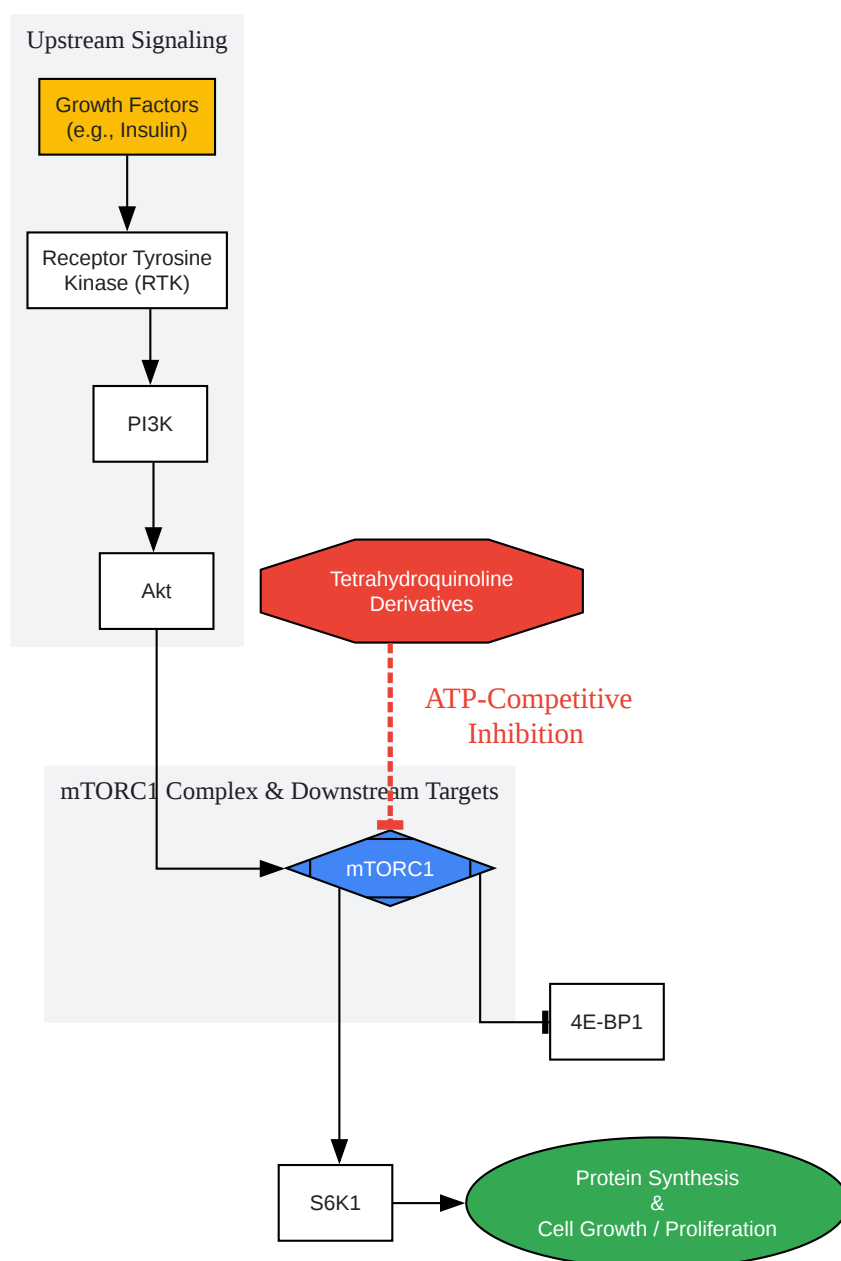 Upstream Signaling
Growth Factors
(e.g., Insulin)
Receptor Tyrosine
Kinase (RTK)
PI3K
Akt
Tetrahydroquinoline
Derivatives
ATP-Competitive
Inhibition
mTORC1 Complex & Downstream Targets
mTORC1
4E-BP1
S6K1
Protein Synthesis
&
Cell Growth / Proliferation